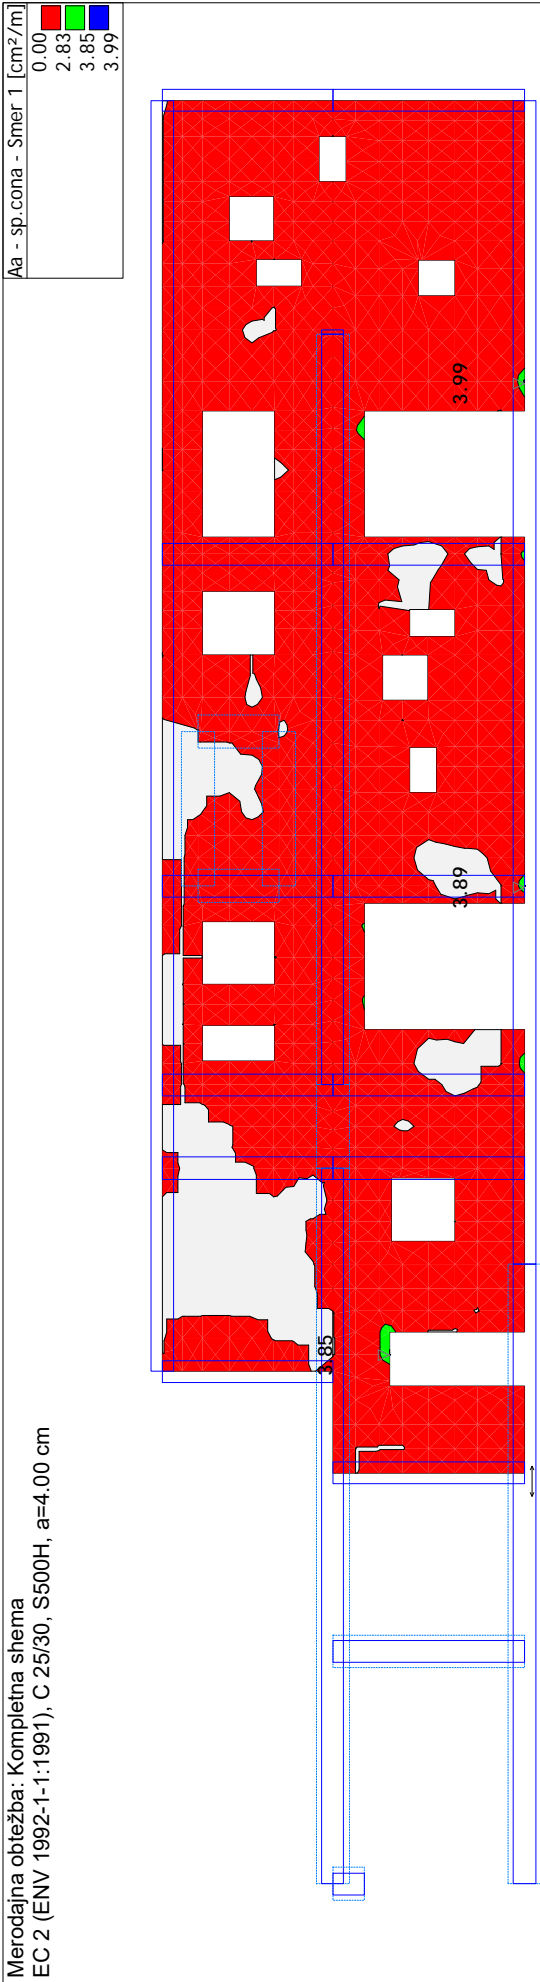 Merodajna obtežba: Kompletna shema
EC 2 (ENV 1992-1-1:1991), C 25/30, S500H, a=4.00 cm
Aa - sp.cona - Smer 1 [cm²/m]
0.00
2.83
3.85
3.99
3.99
3.89
3.85